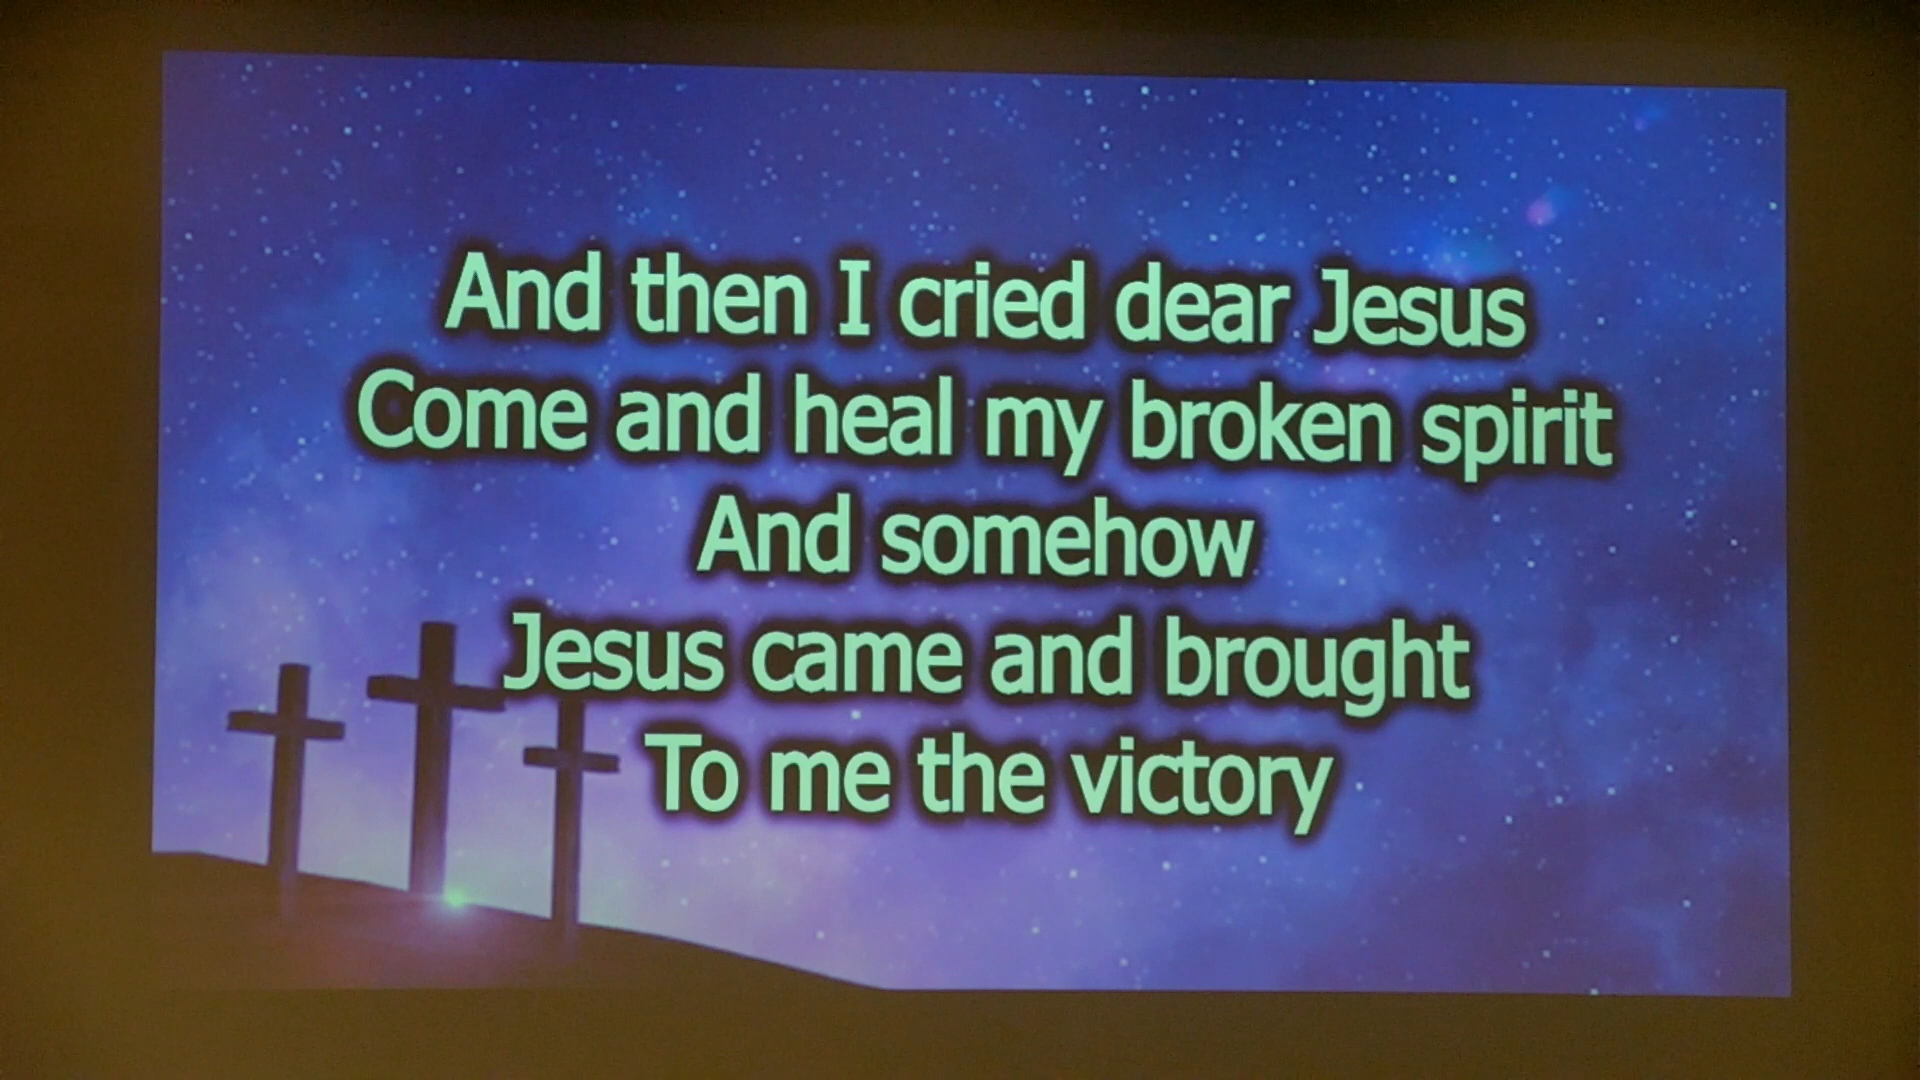 And then I cried dear Jesus
Come and heal my broken spirit
And somehow
Jesus came and brought
To me the victory